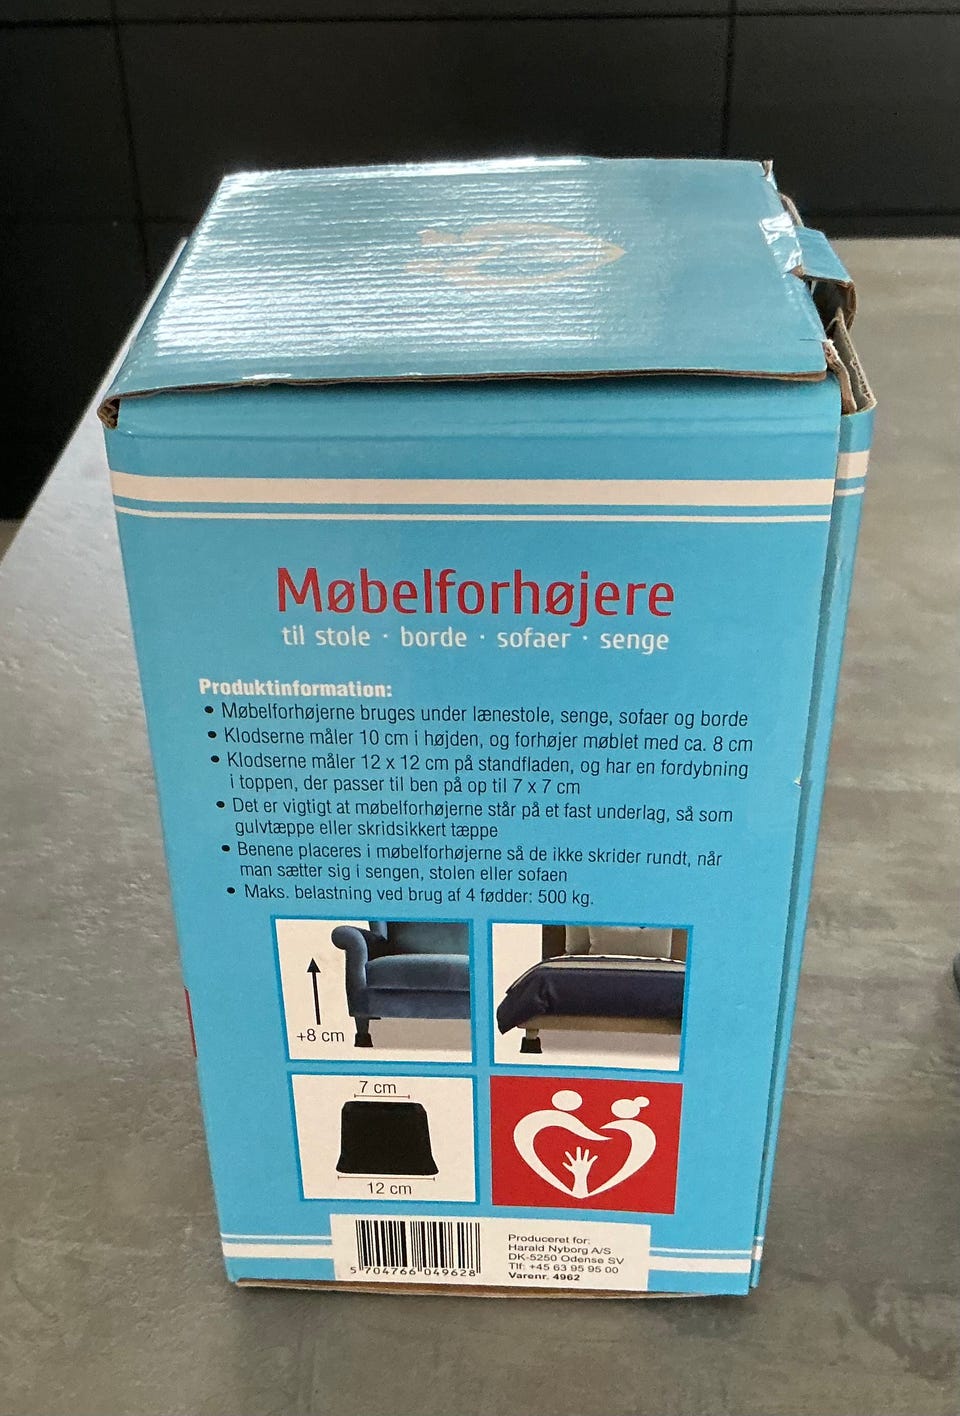 Møbelforhøjere
til stole · borde · sofaer · senge
Produktinformation:
• Møbelforhøjerne bruges under lænestole, senge, sofaer og borde
• Klodserne måler 10 cm i højden, og forhøjer møblet med ca. 8 cm
• Klodserne måler 12 x 12 cm på standfladen, og har en fordybning
i toppen, der passer til ben på op til 7 x 7 cm
• Det er vigtigt at møbelforhøjerne står på et fast underlag, så som
gulvtæppe eller skridsikkert tæppe
• Benene placeres i møbelforhøjerne så de ikke skrider rundt, når
man sætter sig i sengen, stolen eller sofaen
• Maks. belastning ved brug af 4 fødder: 500 kg.
+8 cm
7 cm
12 cm
5 704766 049628
Produceret for:
Harald Nyborg A/S
DK-5250 Odense SV
Tlf: +45 63 95 95 00
Varenr. 4962